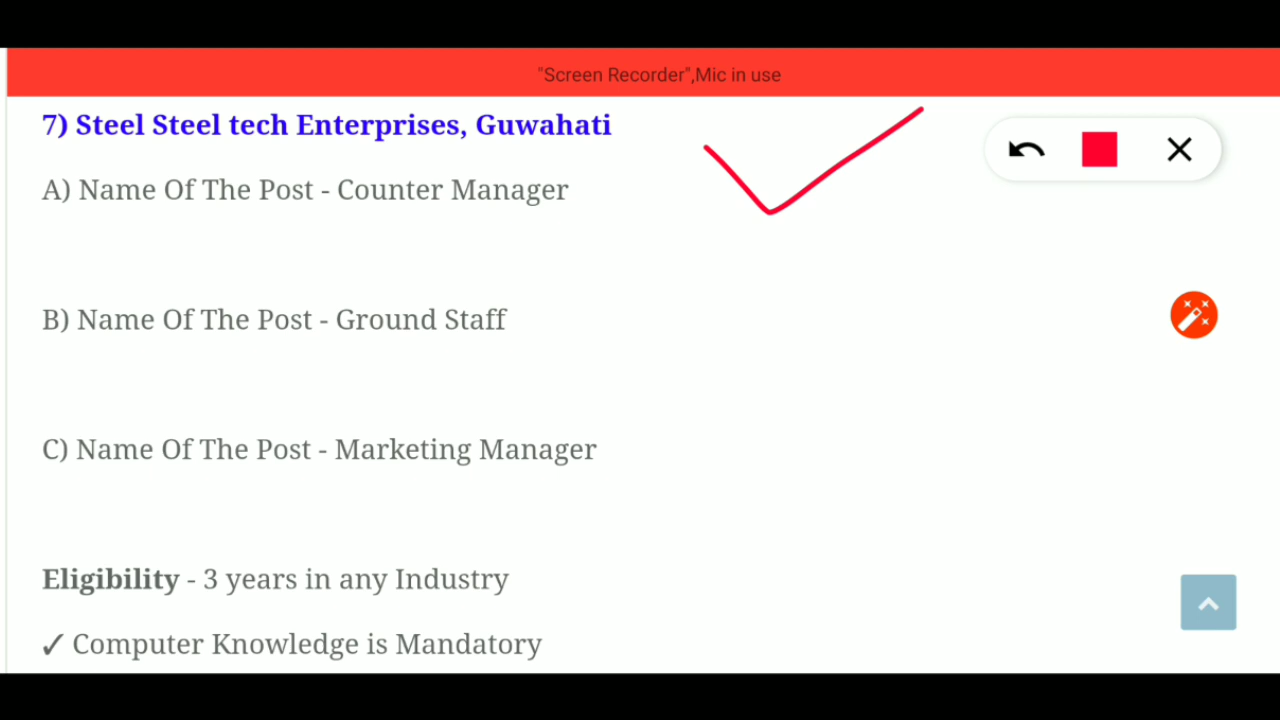 "Screen Recorder",Mic in use
7) Steel Steel tech Enterprises, Guwahati
A) Name Of The Post - Counter Manager
B) Name Of The Post - Ground Staff
C) Name Of The Post - Marketing Manager
Eligibility - 3 years in any Industry
✓ Computer Knowledge is Mandatory